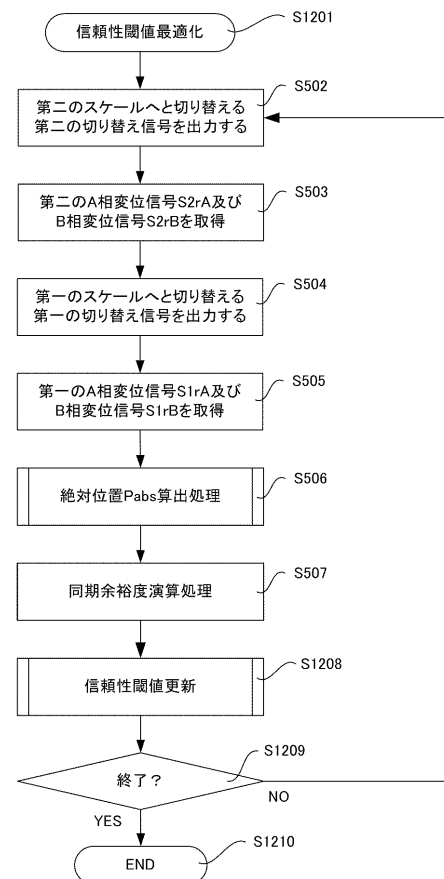 信頼性閾値最適化
S1201
第二のスケールへと切り替える
第二の切り替え信号を出力する
S502
第二のA相変位信号S2rA及び
B相変位信号S2rBを取得
S503
第一のスケールへと切り替える
第一の切り替え信号を出力する
S504
第一のA相変位信号S1rA及び
B相変位信号S1rBを取得
S505
絶対位置Pabs算出処理
S506
同期余裕度演算処理
S507
信頼性閾値更新
S1208
終了？
S1209
NO
YES
END
S1210